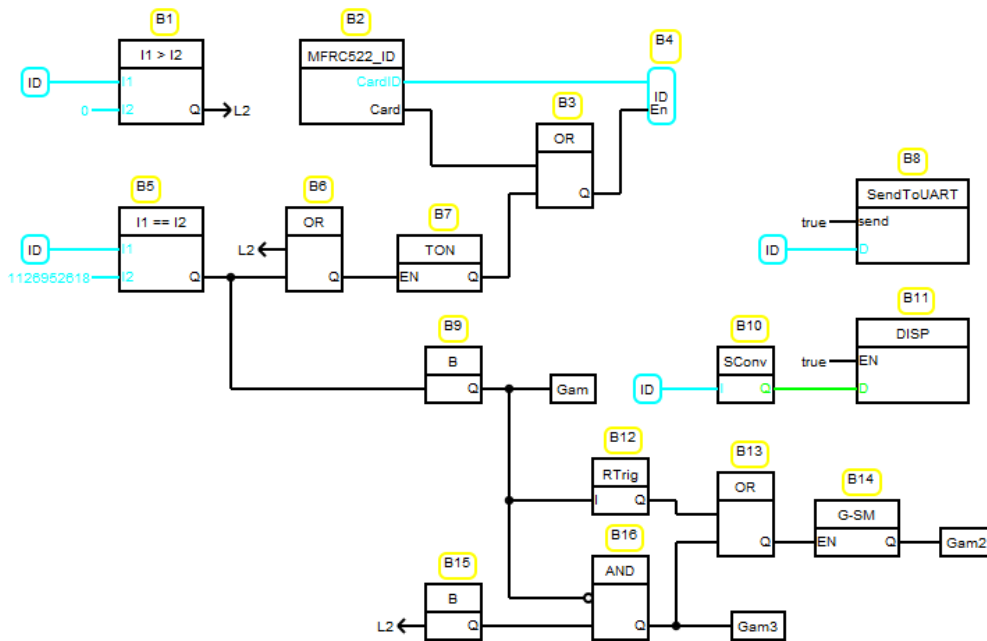 B1
I1 > I2
ID
I1
0
I2
Q
L2
B2
MFRC522_ID
CardID
Card
B3
OR
Q
B4
ID
En
B5
I1 == I2
ID
I1
1126952618
I2
Q
B6
OR
L2
Q
B7
TON
EN
Q
B8
SendToUART
true
send
ID
D
B9
B
Q
Gam
B10
SConv
ID
I
Q
B11
DISP
true
EN
D
B12
RTrig
I
Q
B13
OR
Q
B14
G-SM
EN
Q
Gam2
B15
B
L2
Q
B16
AND
Q
Gam3